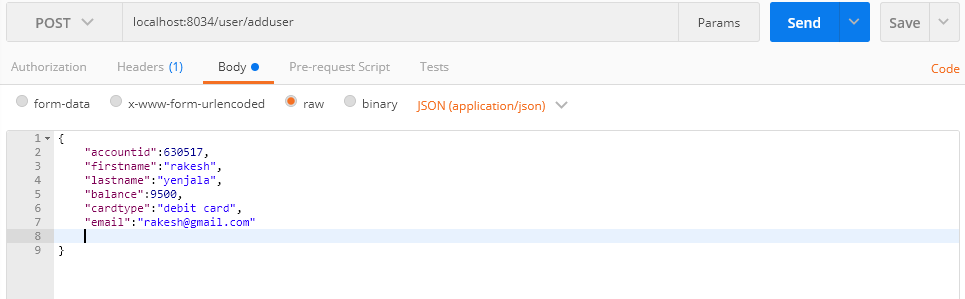 POST localhost:8034/user/adduser Params Send Save
Authorization Headers (1) Body Pre-request Script Tests Code
form-data x-www-form-urlencoded raw binary JSON (application/json)
1 {
2 "accountid":630517,
3 "firstname":"rakesh",
4 "lastname":"yenjala",
5 "balance":9500,
6 "cardtype":"debit card",
7 "email":"rakesh@gmail.com"
8
9 }